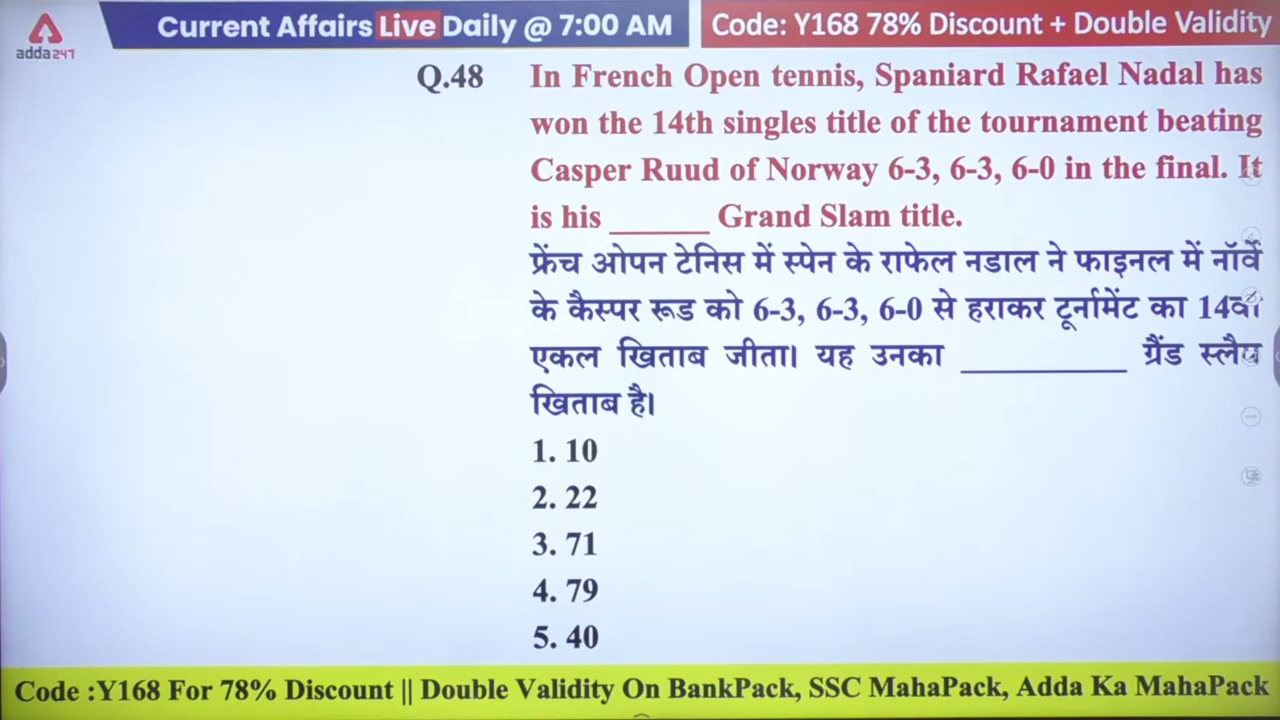 adda247
Current Affairs Live Daily @ 7:00 AM
Code: Y168 78% Discount + Double Validity
Q.48 In French Open tennis, Spaniard Rafael Nadal has
won the 14th singles title of the tournament beating
Casper Ruud of Norway 6-3, 6-3, 6-0 in the final. It
is his ______ Grand Slam title.
फ्रेंच ओपन टेनिस में स्पेन के राफेल नडाल ने फाइनल में नॉर्वे
के कैस्पर रूड को 6-3, 6-3, 6-0 से हराकर टूर्नामेंट का 14वां
एकल खिताब जीता। यह उनका __________ ग्रैंड स्लैम
खिताब है।
1. 10
2. 22
3. 71
4. 79
5. 40
Code :Y168 For 78% Discount || Double Validity On BankPack, SSC MahaPack, Adda Ka MahaPack